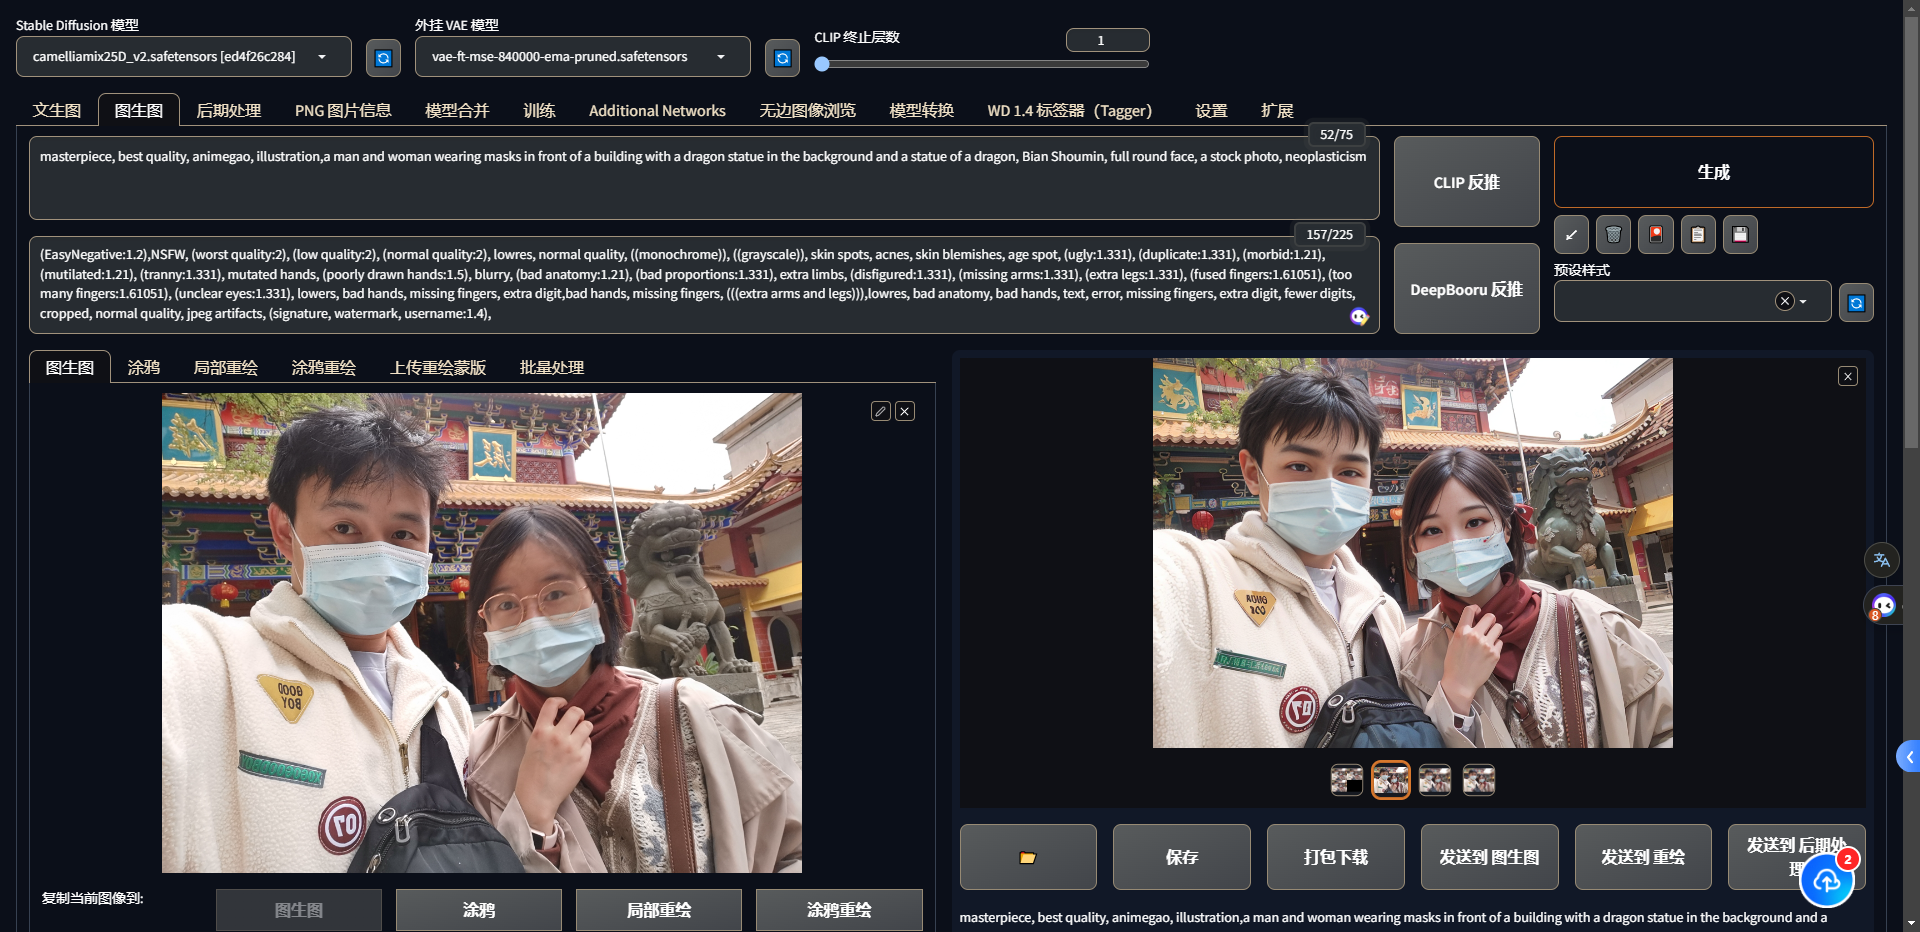 Stable Diffusion 模型
外挂 VAE 模型
CLIP 终止层数
1
camelliamix25D_v2.safetensors [ed4f26c284]
vae-ft-mse-840000-ema-pruned.safetensors
文生图
图生图
后期处理
PNG 图片信息
模型合并
训练
Additional Networks
无边图像浏览
模型转换
WD 1.4 标签器（Tagger）
设置
扩展
52/75
masterpiece, best quality, animegao, illustration,a man and woman wearing masks in front of a building with a dragon statue in the background and a statue of a dragon, Bian Shoumin, full round face, a stock photo, neoplasticism
CLIP 反推
生成
157/225
(EasyNegative:1.2),NSFW, (worst quality:2), (low quality:2), (normal quality:2), lowres, normal quality, ((monochrome)), ((grayscale)), skin spots, acnes, skin blemishes, age spot, (ugly:1.331), (duplicate:1.331), (morbid:1.21),
(mutilated:1.21), (tranny:1.331), mutated hands, (poorly drawn hands:1.5), blurry, (bad anatomy:1.21), (bad proportions:1.331), extra limbs, (disfigured:1.331), (missing arms:1.331), (extra legs:1.331), (fused fingers:1.61051), (too
many fingers:1.61051), (unclear eyes:1.331), lowers, bad hands, missing fingers, extra digit,bad hands, missing fingers, (((extra arms and legs))),lowres, bad anatomy, bad hands, text, error, missing fingers, extra digit, fewer digits,
cropped, normal quality, jpeg artifacts, (signature, watermark, username:1.4),
DeepBooru 反推
预设样式
图生图
涂鸦
局部重绘
涂鸦重绘
上传重绘蒙版
批量处理
GOOD
BOY
07
8
复制当前图像到:
图生图
涂鸦
局部重绘
涂鸦重绘
保存
打包下载
发送到 图生图
发送到 重绘
发送到 后期处
理
2
masterpiece, best quality, animegao, illustration,a man and woman wearing masks in front of a building with a dragon statue in the background and a